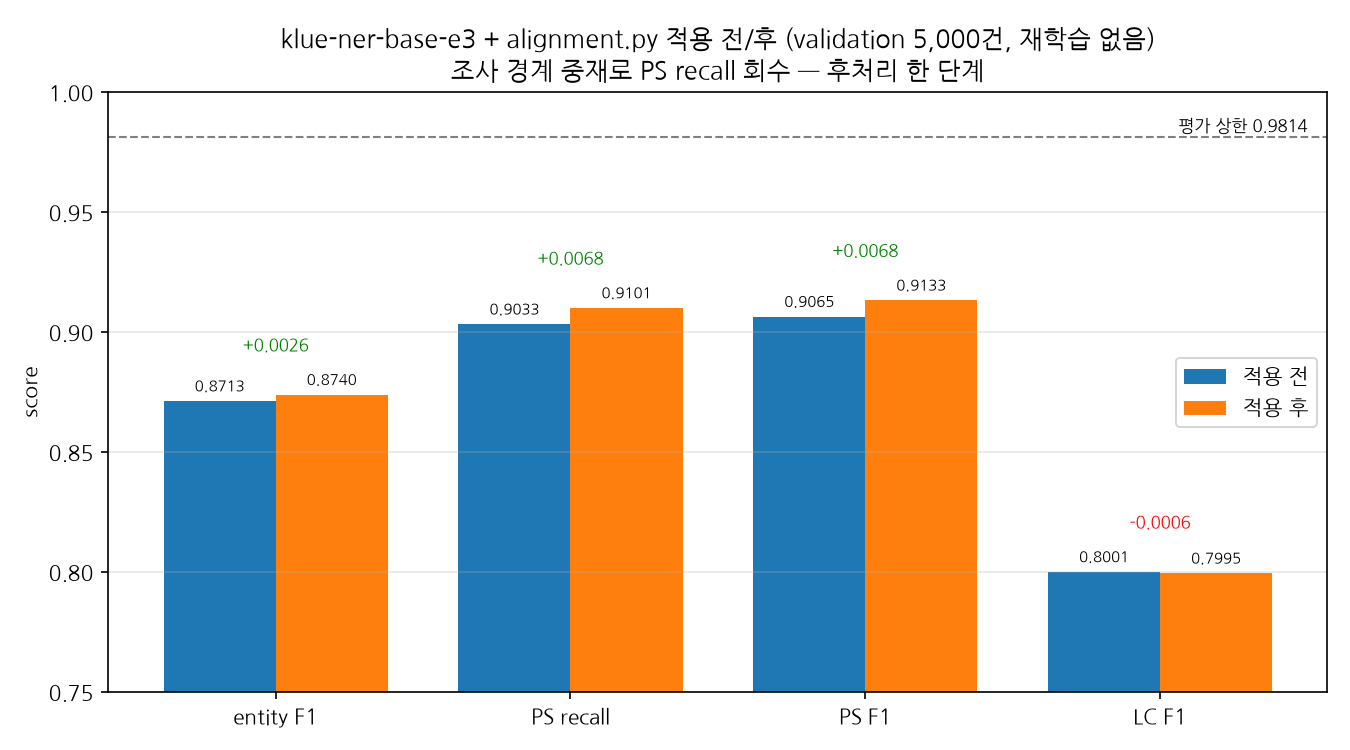 klue-ner-base-e3 + alignment.py 적용 전/후 (validation 5,000건, 재학습 없음)
조사 경계 중재로 PS recall 회수 — 후처리 한 단계
1.00
평가 상한 0.9814
0.95
+0.0068
+0.0068
0.9033
0.9101
0.9065
0.9133
0.90
+0.0026
0.8713
0.8740
적용 전
적용 후
score
0.85
-0.0006
0.8001
0.7995
0.80
0.75
entity F1
PS recall
PS F1
LC F1